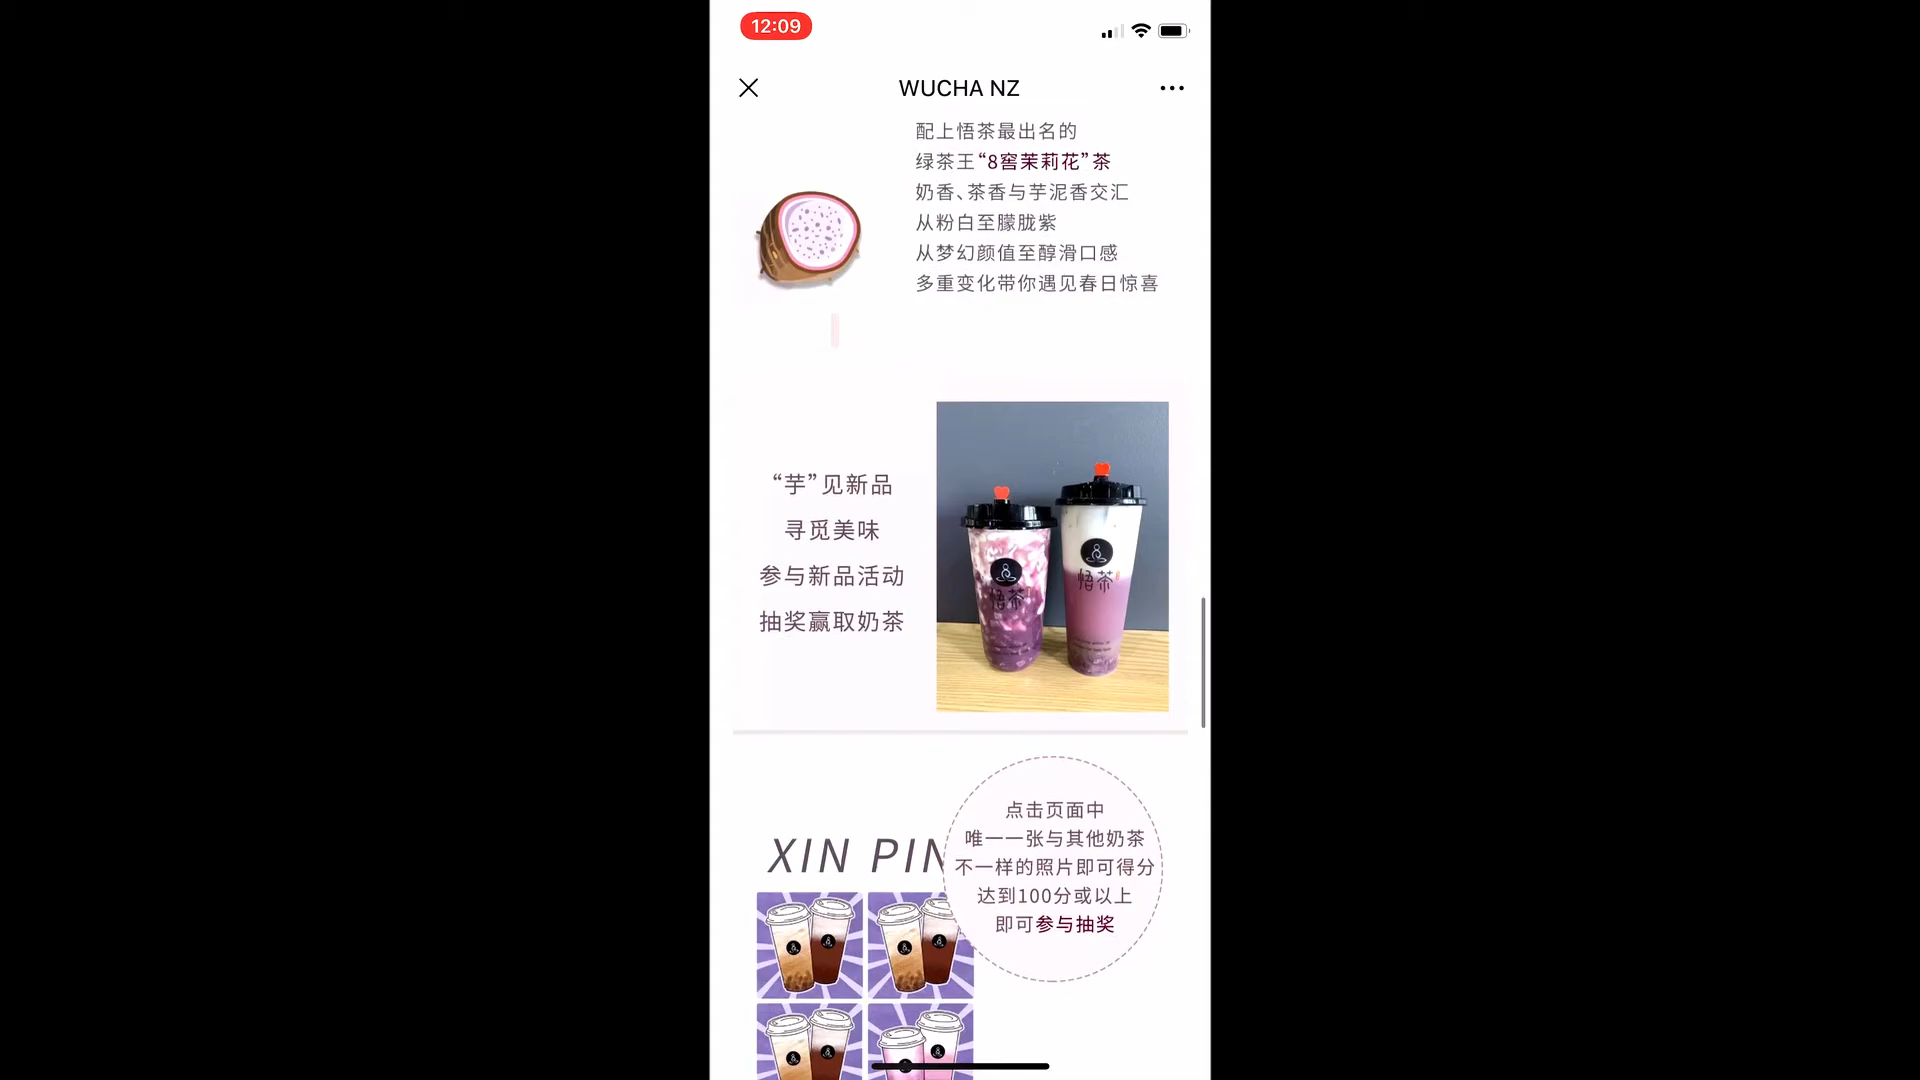 12:09
WUCHA NZ
配上悟茶最出名的
绿茶王“8窖茉莉花”茶
奶香、茶香与芋泥香交汇
从粉白至朦胧紫
从梦幻颜值至醇滑口感
多重变化带你遇见春日惊喜
“芋”见新品
寻觅美味
参与新品活动
抽奖赢取奶茶
悟茶
悟茶
点击页面中
唯一一张与其他奶茶
不一样的照片即可得分
达到100分或以上
即可参与抽奖
XIN PIN